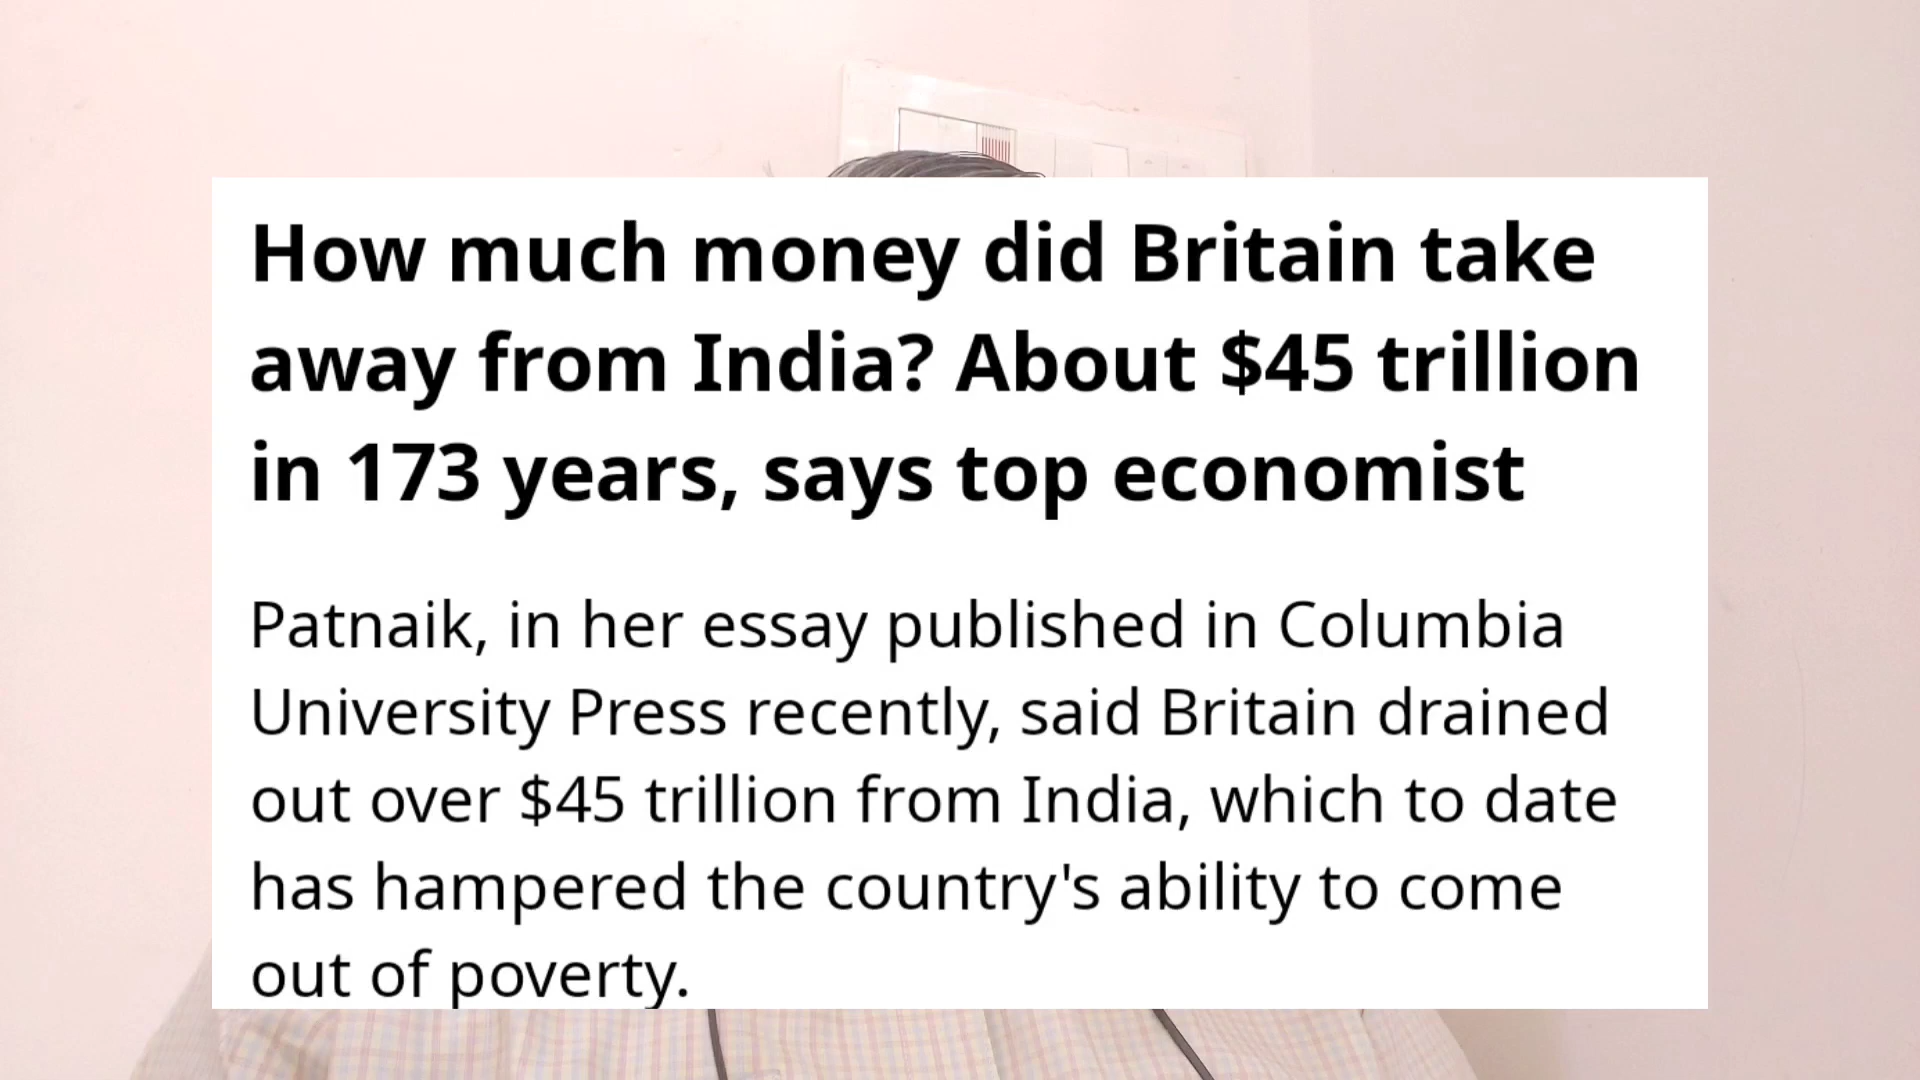 How much money did Britain take
away from India? About $45 trillion
in 173 years, says top economist
Patnaik, in her essay published in Columbia
University Press recently, said Britain drained
out over $45 trillion from India, which to date
has hampered the country's ability to come
out of poverty.